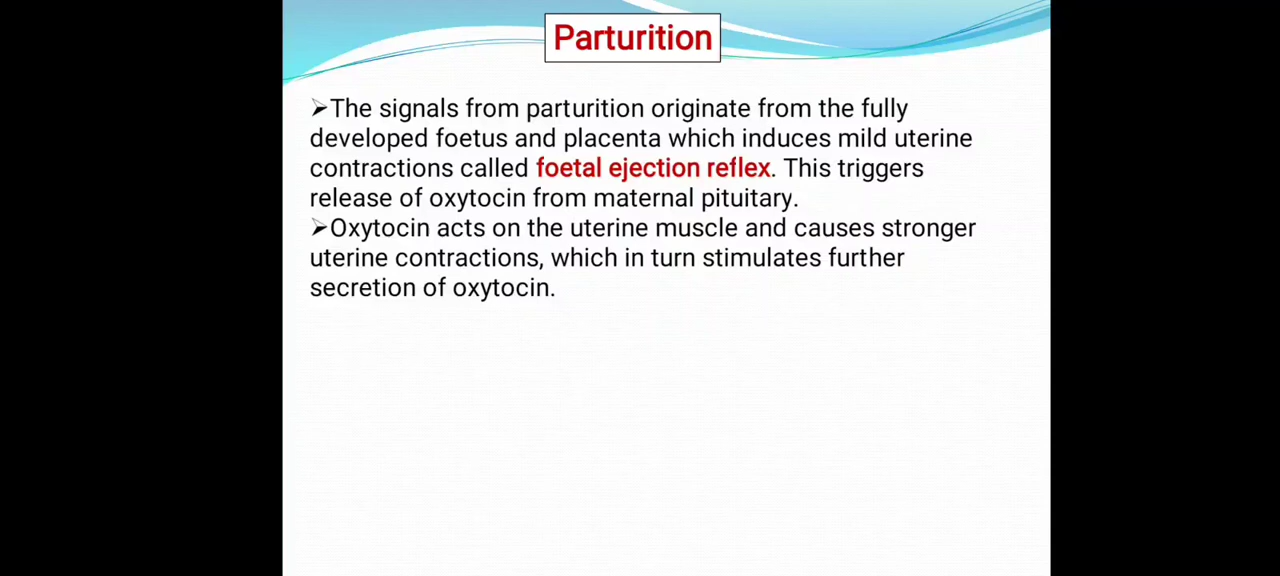 Parturition
➢The signals from parturition originate from the fully
developed foetus and placenta which induces mild uterine
contractions called foetal ejection reflex. This triggers
release of oxytocin from maternal pituitary.
➢Oxytocin acts on the uterine muscle and causes stronger
uterine contractions, which in turn stimulates further
secretion of oxytocin.